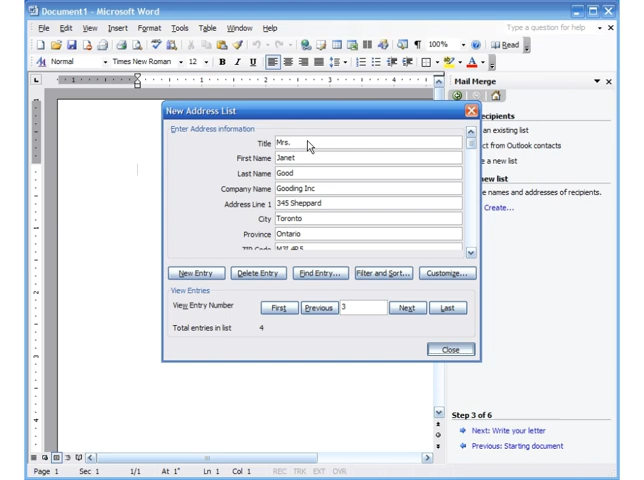 Document1 - Microsoft Word
File Edit View Insert Format Tools Table Window Help
Type a question for help
100%
Read
Normal
Times New Roman
12
B I U
Mail Merge
New Address List
Enter Address information
Title Mrs.
First Name Janet
Last Name Good
Company Name Gooding Inc
Address Line 1 345 Sheppard
City Toronto
Province Ontario
New Entry Delete Entry Find Entry... Filter and Sort... Customize...
View Entries
View Entry Number First Previous 3 Next Last
Total entries in list 4
Close
an existing list
ct from Outlook contacts
e a new list
e names and addresses of recipients.
Create...
Step 3 of 6
Next: Write your letter
Previous: Starting document
Page 1 Sec 1 1/1 At 1" Ln 1 Col 1 REC TRK EXT OVR